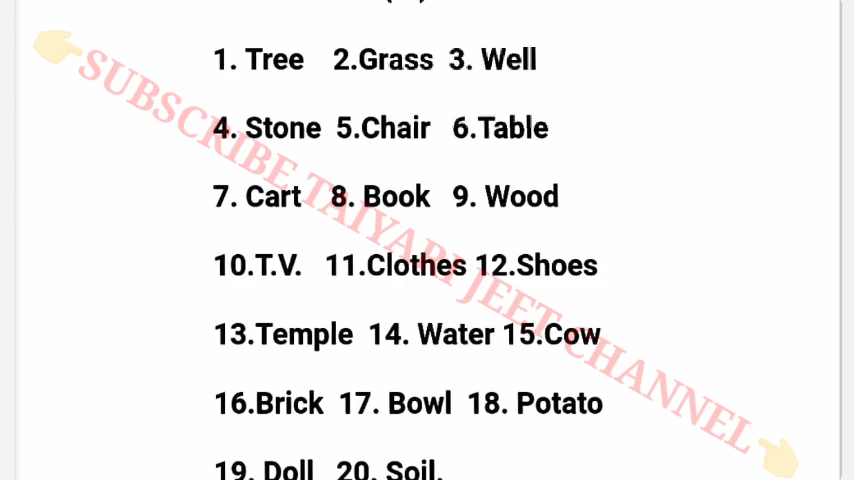 1. Tree 2.Grass 3. Well
4. Stone 5.Chair 6.Table
7. Cart 8. Book 9. Wood
10.T.V. 11.Clothes 12.Shoes
13.Temple 14. Water 15.Cow
16.Brick 17. Bowl 18. Potato
19. Doll 20. Soil.
SUBSCRIBE TAIYARI JEET CHANNEL